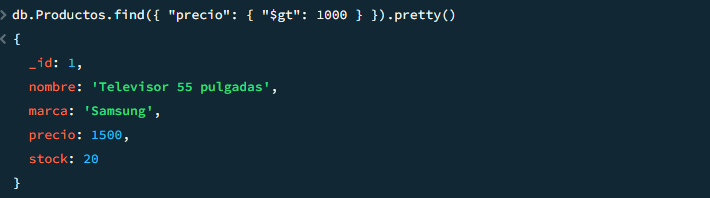 > db.Productos.find({ "precio": { "$gt": 1000 } }).pretty()
< {
_id: 1,
nombre: 'Televisor 55 pulgadas',
marca: 'Samsung',
precio: 1500,
stock: 20
}